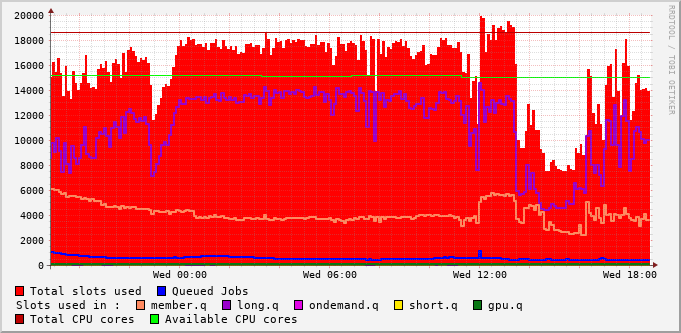 20000
18000
16000
14000
12000
10000
8000
6000
4000
2000
0
Wed 00:00 Wed 06:00 Wed 12:00 Wed 18:00
RRDTOOL / TOBI OETIKER
Total slots used Queued Jobs
Slots used in : member.q long.q ondemand.q short.q gpu.q
Total CPU cores Available CPU cores